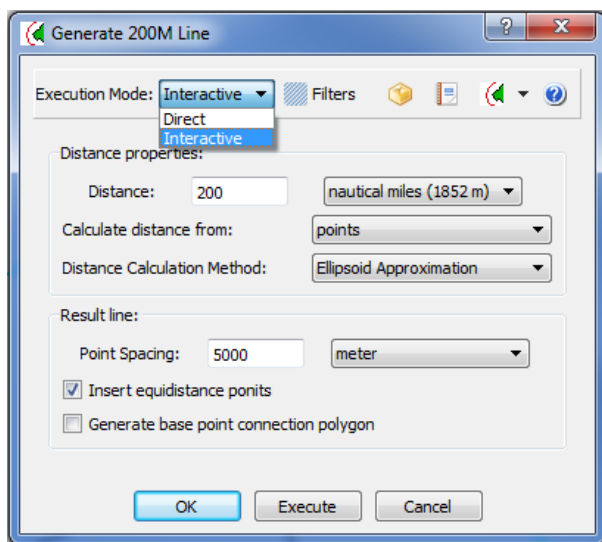 Generate 200M Line
Execution Mode: Interactive Filters
Direct
Interactive
Distance properties:
Distance: 200 nautical miles (1852 m)
Calculate distance from: points
Distance Calculation Method: Ellipsoid Approximation
Result line:
Point Spacing: 5000 meter
Insert equidistance ponits
Generate base point connection polygon
OK Execute Cancel